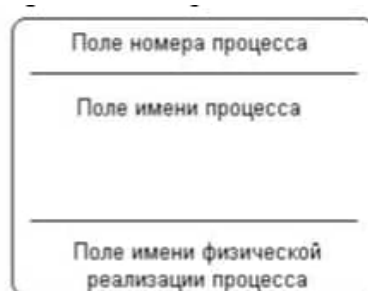 Поле номера процесса
Поле имени процесса
Поле имени физической
реализации процесса